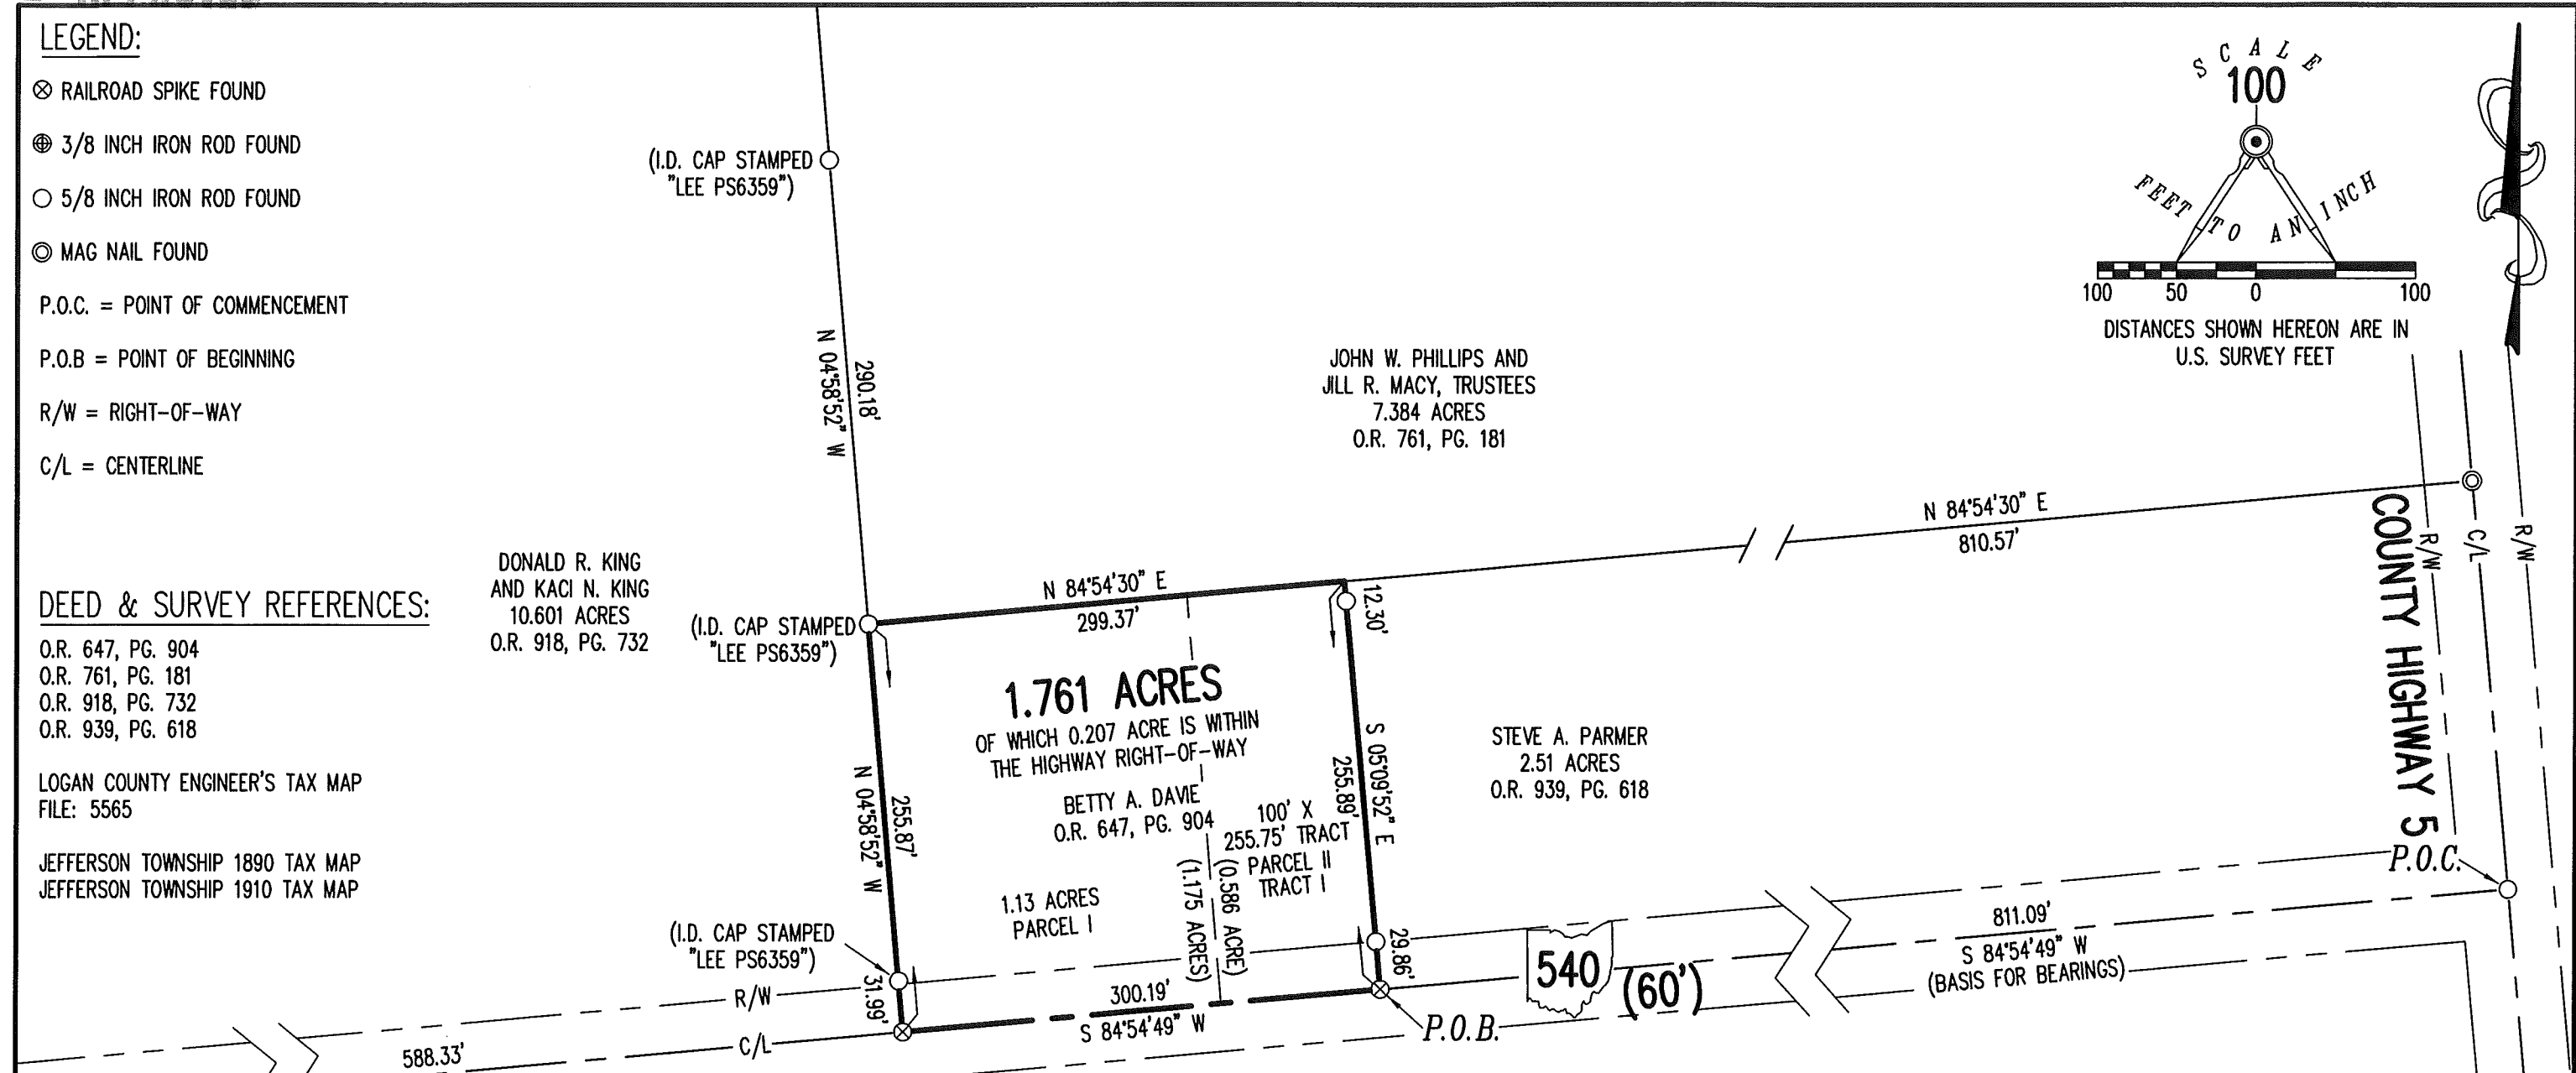 LEGEND:
⊗ RAILROAD SPIKE FOUND
⊕ 3/8 INCH IRON ROD FOUND
○ 5/8 INCH IRON ROD FOUND
◎ MAG NAIL FOUND
P.O.C. = POINT OF COMMENCEMENT
P.O.B = POINT OF BEGINNING
R/W = RIGHT-OF-WAY
C/L = CENTERLINE
DEED & SURVEY REFERENCES:
O.R. 647, PG. 904
O.R. 761, PG. 181
O.R. 918, PG. 732
O.R. 939, PG. 618
LOGAN COUNTY ENGINEER'S TAX MAP
FILE: 5565
JEFFERSON TOWNSHIP 1890 TAX MAP
JEFFERSON TOWNSHIP 1910 TAX MAP
(I.D. CAP STAMPED
"LEE PS6359")
N 04°58'52" W
290.18'
DONALD R. KING
AND KACI N. KING
10.601 ACRES
O.R. 918, PG. 732
(I.D. CAP STAMPED
"LEE PS6359")
JOHN W. PHILLIPS AND
JILL R. MACY, TRUSTEES
7.384 ACRES
O.R. 761, PG. 181
SCALE
100
FEET TO AN INCH
100 50 0 100
DISTANCES SHOWN HEREON ARE IN
U.S. SURVEY FEET
N 84°54'30" E
299.37'
N 84°54'30" E
810.57'
12.30'
S 05°09'52" E
255.89'
29.86'
1.761 ACRES
OF WHICH 0.207 ACRE IS WITHIN
THE HIGHWAY RIGHT-OF-WAY
BETTY A. DAVIE
O.R. 647, PG. 904
100' X
255.75' TRACT
PARCEL II
TRACT I
(1.175 ACRES)
(0.586 ACRE)
1.13 ACRES
PARCEL I
N 04°58'52" W
255.87'
31.99'
(I.D. CAP STAMPED
"LEE PS6359")
STEVE A. PARMER
2.51 ACRES
O.R. 939, PG. 618
COUNTY HIGHWAY 5
R/W
C/L
R/W
P.O.C.
811.09'
S 84°54'49" W
(BASIS FOR BEARINGS)
540
(60')
P.O.B.
300.19'
S 84°54'49" W
R/W
C/L
588.33'